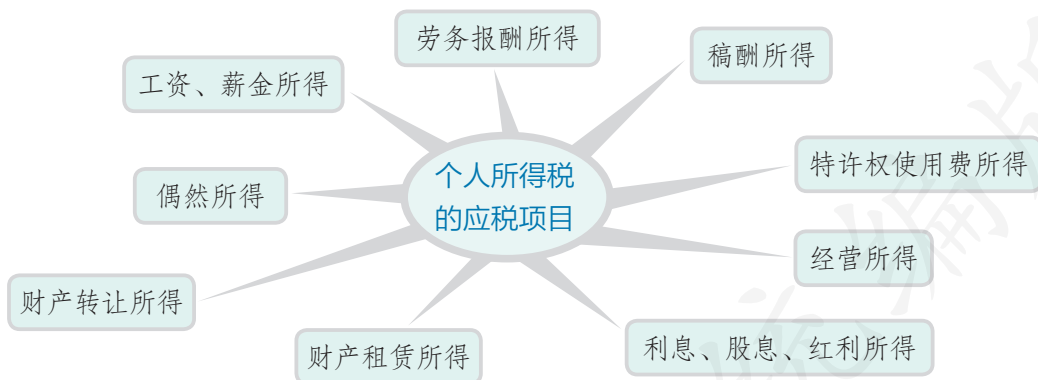 劳务报酬所得
稿酬所得
工资、薪金所得
个人所得税
的应税项目
特许权使用费所得
偶然所得
经营所得
财产转让所得
财产租赁所得
利息、股息、红利所得
统编版